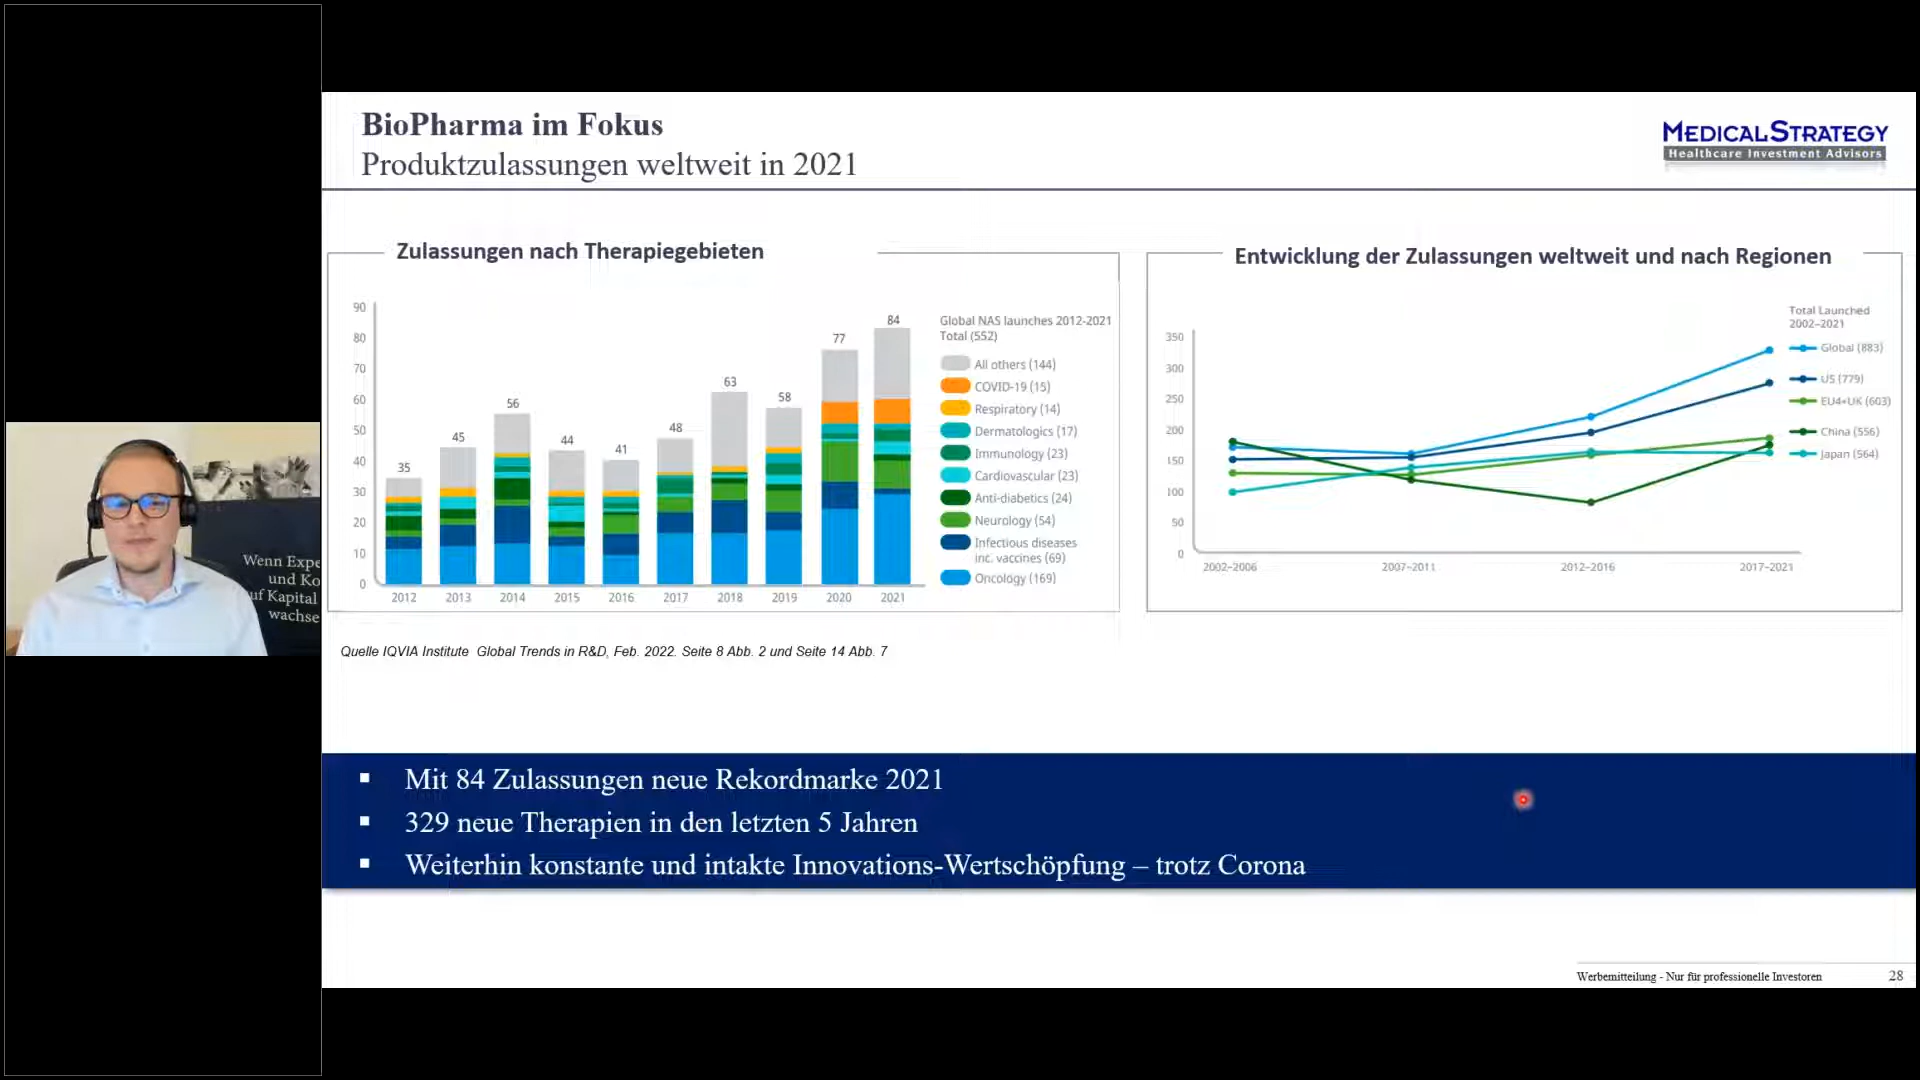 BioPharma im Fokus
Produktzulassungen weltweit in 2021
MEDICALSTRATEGY
Healthcare Investment Advisors
Zulassungen nach Therapiegebieten
90
80
70
60
50
40
30
20
10
0
35
45
56
44
41
48
63
58
77
84
2012
2013
2014
2015
2016
2017
2018
2019
2020
2021
Global NAS launches 2012-2021
Total (552)
All others (144)
COVID-19 (15)
Respiratory (14)
Dermatologics (17)
Immunology (23)
Cardiovascular (23)
Anti-diabetics (24)
Neurology (54)
Infectious diseases
inc. vaccines (69)
Oncology (169)
Entwicklung der Zulassungen weltweit und nach Regionen
350
300
250
200
150
100
50
0
2002–2006
2007–2011
2012–2016
2017–2021
Total Launched
2002–2021
Global (883)
US (779)
EU4+UK (603)
China (556)
Japan (564)
Wenn Expe
und Ko
uf Kapital
wachse
Quelle IQVIA Institute Global Trends in R&D, Feb. 2022. Seite 8 Abb. 2 und Seite 14 Abb. 7
▪ Mit 84 Zulassungen neue Rekordmarke 2021
▪ 329 neue Therapien in den letzten 5 Jahren
▪ Weiterhin konstante und intakte Innovations-Wertschöpfung – trotz Corona
Werbemitteilung - Nur für professionelle Investoren
28